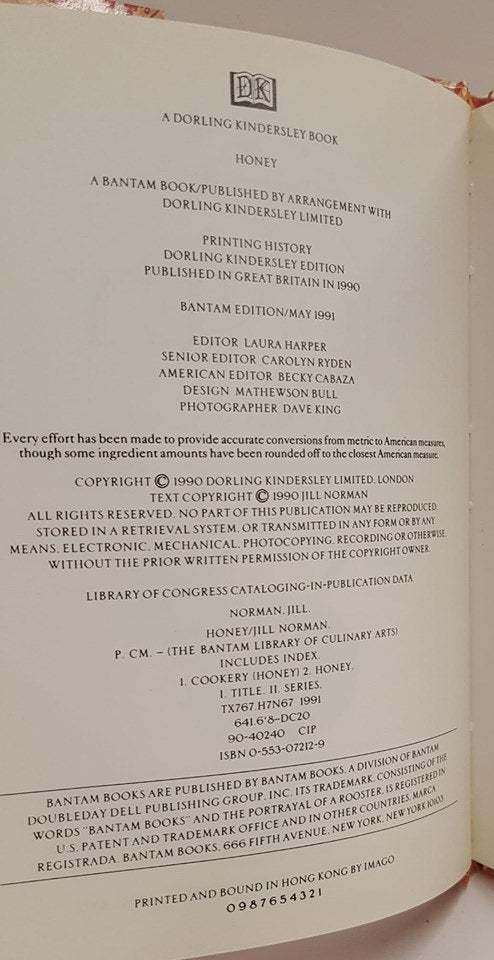 DK
A DORLING KINDERSLEY BOOK
HONEY
A BANTAM BOOK/PUBLISHED BY ARRANGEMENT WITH
DORLING KINDERSLEY LIMITED
PRINTING HISTORY
DORLING KINDERSLEY EDITION
PUBLISHED IN GREAT BRITAIN IN 1990
BANTAM EDITION/MAY 1991
EDITOR LAURA HARPER
SENIOR EDITOR CAROLYN RYDEN
AMERICAN EDITOR BECKY CABAZA
DESIGN MATHEWSON BULL
PHOTOGRAPHER DAVE KING
Every effort has been made to provide accurate conversions from metric to American measures,
though some ingredient amounts have been rounded off to the closest American measure.
COPYRIGHT © 1990 DORLING KINDERSLEY LIMITED, LONDON
TEXT COPYRIGHT © 1990 JILL NORMAN
ALL RIGHTS RESERVED. NO PART OF THIS PUBLICATION MAY BE REPRODUCED,
STORED IN A RETRIEVAL SYSTEM, OR TRANSMITTED IN ANY FORM OR BY ANY
MEANS, ELECTRONIC, MECHANICAL, PHOTOCOPYING, RECORDING OR OTHERWISE,
WITHOUT THE PRIOR WRITTEN PERMISSION OF THE COPYRIGHT OWNER.
LIBRARY OF CONGRESS CATALOGING-IN-PUBLICATION DATA
NORMAN, JILL.
HONEY/JILL NORMAN.
P. CM. – (THE BANTAM LIBRARY OF CULINARY ARTS)
INCLUDES INDEX.
1. COOKERY (HONEY) 2. HONEY.
I. TITLE. II. SERIES.
TX767.H7N67 1991
641.6'8–DC20
90-40240 CIP
ISBN 0-553-07212-9
BANTAM BOOKS ARE PUBLISHED BY BANTAM BOOKS, A DIVISION OF BANTAM
DOUBLEDAY DELL PUBLISHING GROUP, INC. ITS TRADEMARK, CONSISTING OF THE
WORDS "BANTAM BOOKS" AND THE PORTRAYAL OF A ROOSTER, IS REGISTERED IN
U.S. PATENT AND TRADEMARK OFFICE AND IN OTHER COUNTRIES. MARCA
REGISTRADA. BANTAM BOOKS, 666 FIFTH AVENUE, NEW YORK, NEW YORK 10103.
PRINTED AND BOUND IN HONG KONG BY IMAGO
0 9 8 7 6 5 4 3 2 1